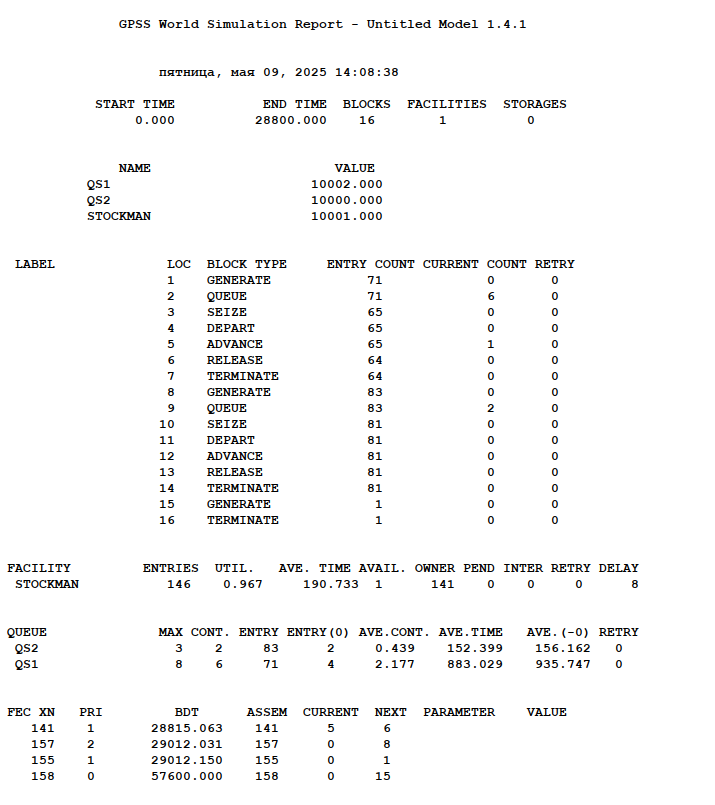 GPSS World Simulation Report - Untitled Model 1.4.1
пятница, мая 09, 2025 14:08:38
START TIME END TIME BLOCKS FACILITIES STORAGES
0.000 28800.000 16 1 0
NAME VALUE
QS1 10002.000
QS2 10000.000
STOCKMAN 10001.000
LABEL LOC BLOCK TYPE ENTRY COUNT CURRENT COUNT RETRY
1 GENERATE 71 0 0
2 QUEUE 71 6 0
3 SEIZE 65 0 0
4 DEPART 65 0 0
5 ADVANCE 65 1 0
6 RELEASE 64 0 0
7 TERMINATE 64 0 0
8 GENERATE 83 0 0
9 QUEUE 83 2 0
10 SEIZE 81 0 0
11 DEPART 81 0 0
12 ADVANCE 81 0 0
13 RELEASE 81 0 0
14 TERMINATE 81 0 0
15 GENERATE 1 0 0
16 TERMINATE 1 0 0
FACILITY ENTRIES UTIL. AVE. TIME AVAIL. OWNER PEND INTER RETRY DELAY
STOCKMAN 146 0.967 190.733 1 141 0 0 0 8
QUEUE MAX CONT. ENTRY ENTRY(0) AVE.CONT. AVE.TIME AVE.(-0) RETRY
QS2 3 2 83 2 0.439 152.399 156.162 0
QS1 8 6 71 4 2.177 883.029 935.747 0
FEC XN PRI BDT ASSEM CURRENT NEXT PARAMETER VALUE
141 1 28815.063 141 5 6
157 2 29012.031 157 0 8
155 1 29012.150 155 0 1
158 0 57600.000 158 0 15